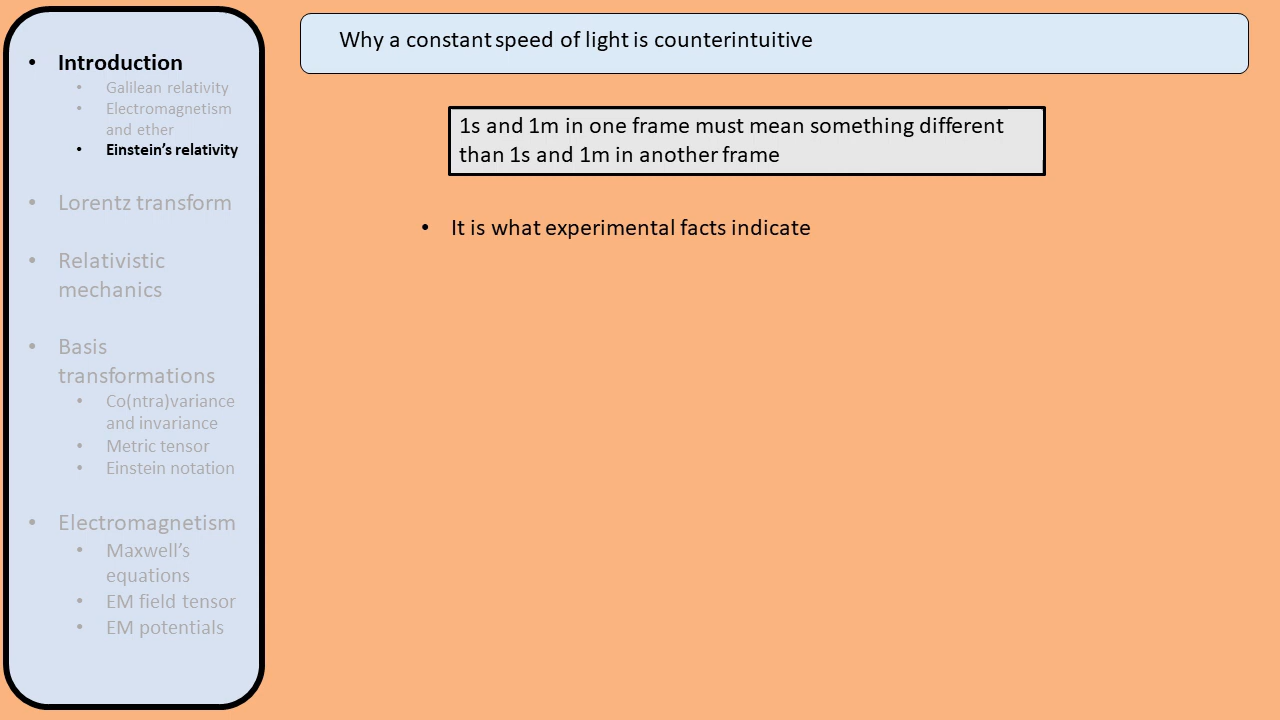 • Introduction
• Galilean relativity
• Electromagnetism
and ether
• Einstein’s relativity
• Lorentz transform
• Relativistic
mechanics
• Basis
transformations
• Co(ntra)variance
and invariance
• Metric tensor
• Einstein notation
• Electromagnetism
• Maxwell’s
equations
• EM field tensor
• EM potentials
Why a constant speed of light is counterintuitive
1s and 1m in one frame must mean something different
than 1s and 1m in another frame
• It is what experimental facts indicate